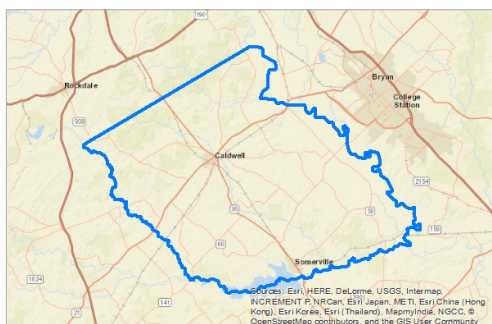 190
Bryan
Rockdale
College
Station
908
Caldwell
2154
36
50
159
60
Somerville
1624
141
21
Sources: Esri, HERE, DeLorme, USGS, Intermap,
INCREMENT P, NRCan, Esri Japan, METI, Esri China (Hong
Kong), Esri Korea, Esri (Thailand), MapmyIndia, NGCC, ©
OpenStreetMap contributors, and the GIS User Community